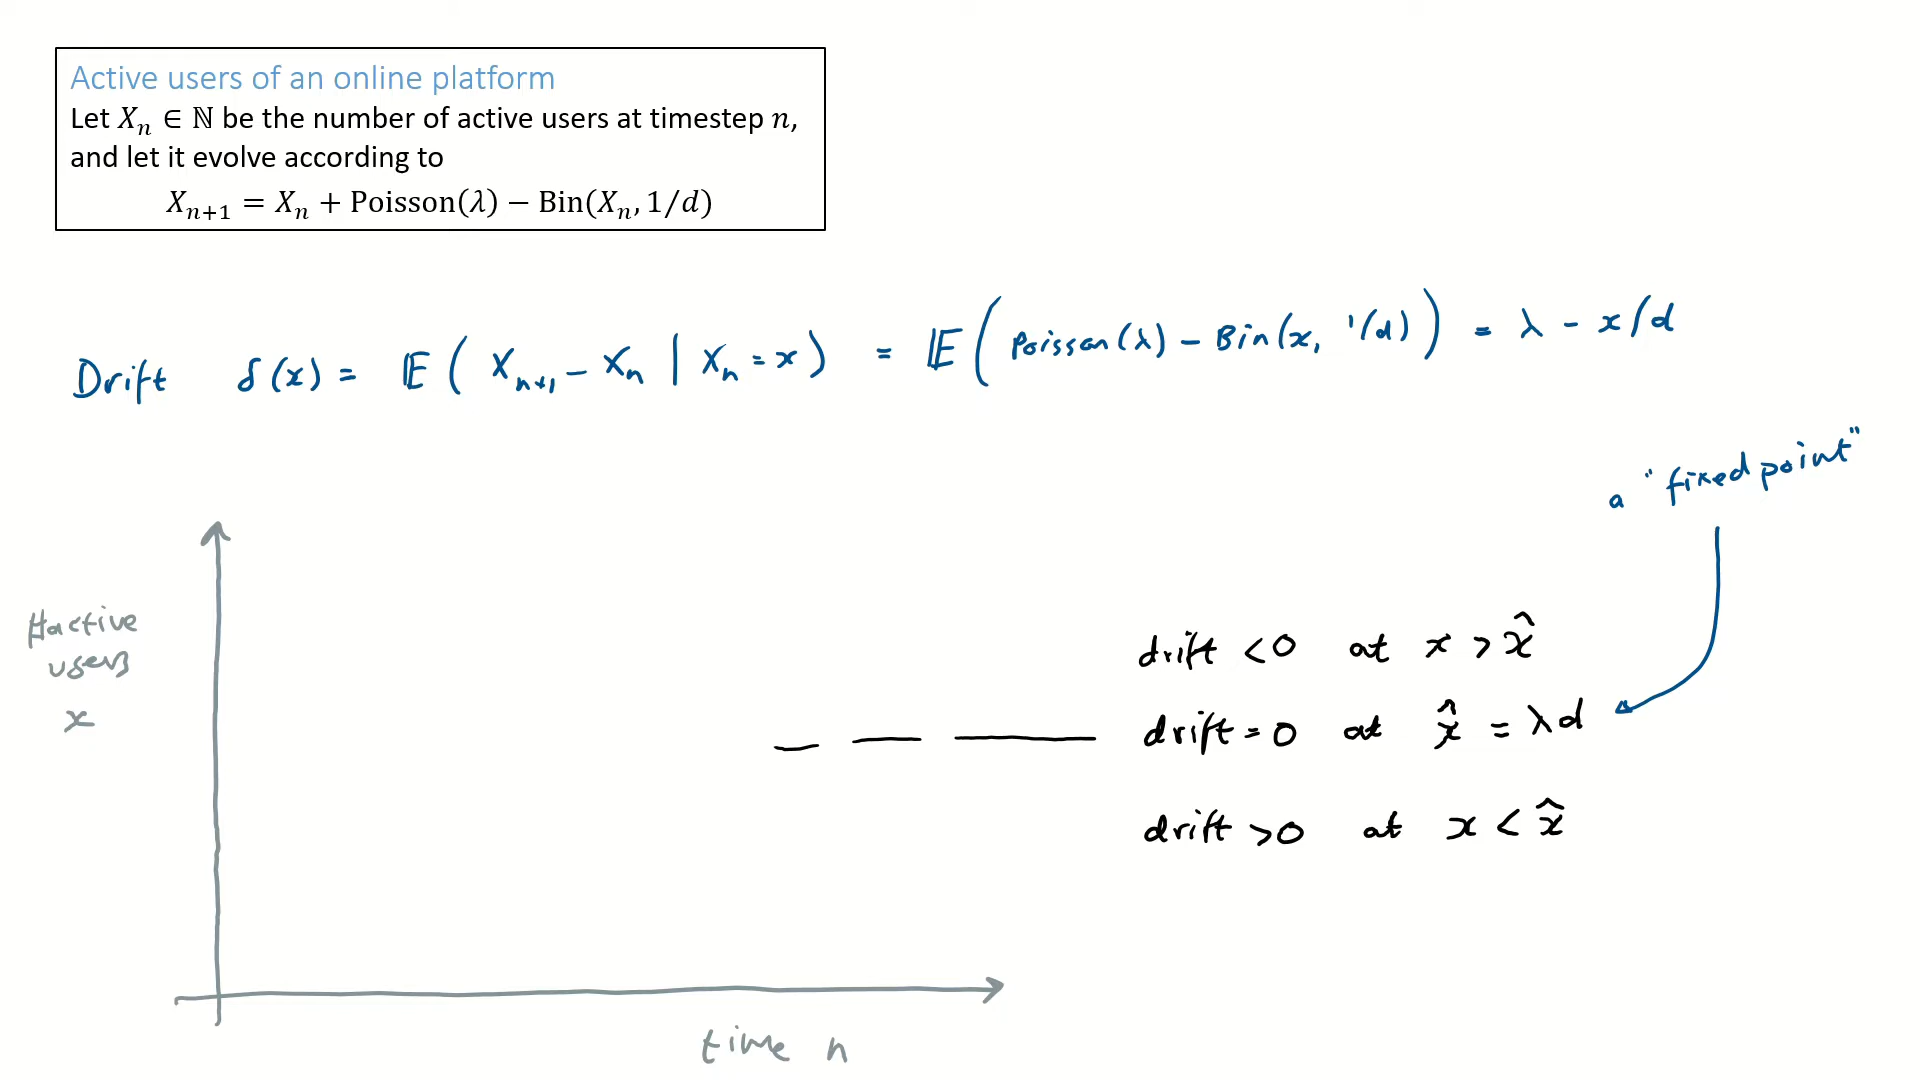 Active users of an online platform
Let Xₙ ∈ ℕ be the number of active users at timestep n,
and let it evolve according to
Xₙ₊₁ = Xₙ + Poisson(λ) − Bin(Xₙ, 1/d)
Drift δ(x) = 𝔼( Xₙ₊₁ − Xₙ | Xₙ = x ) = 𝔼( Poisson(λ) − Bin(x, 1/d) ) = λ − x/d
a "fixed point"
#active
users
x
drift < 0 at x > x̂
drift = 0 at x̂ = λd
drift > 0 at x < x̂
time n